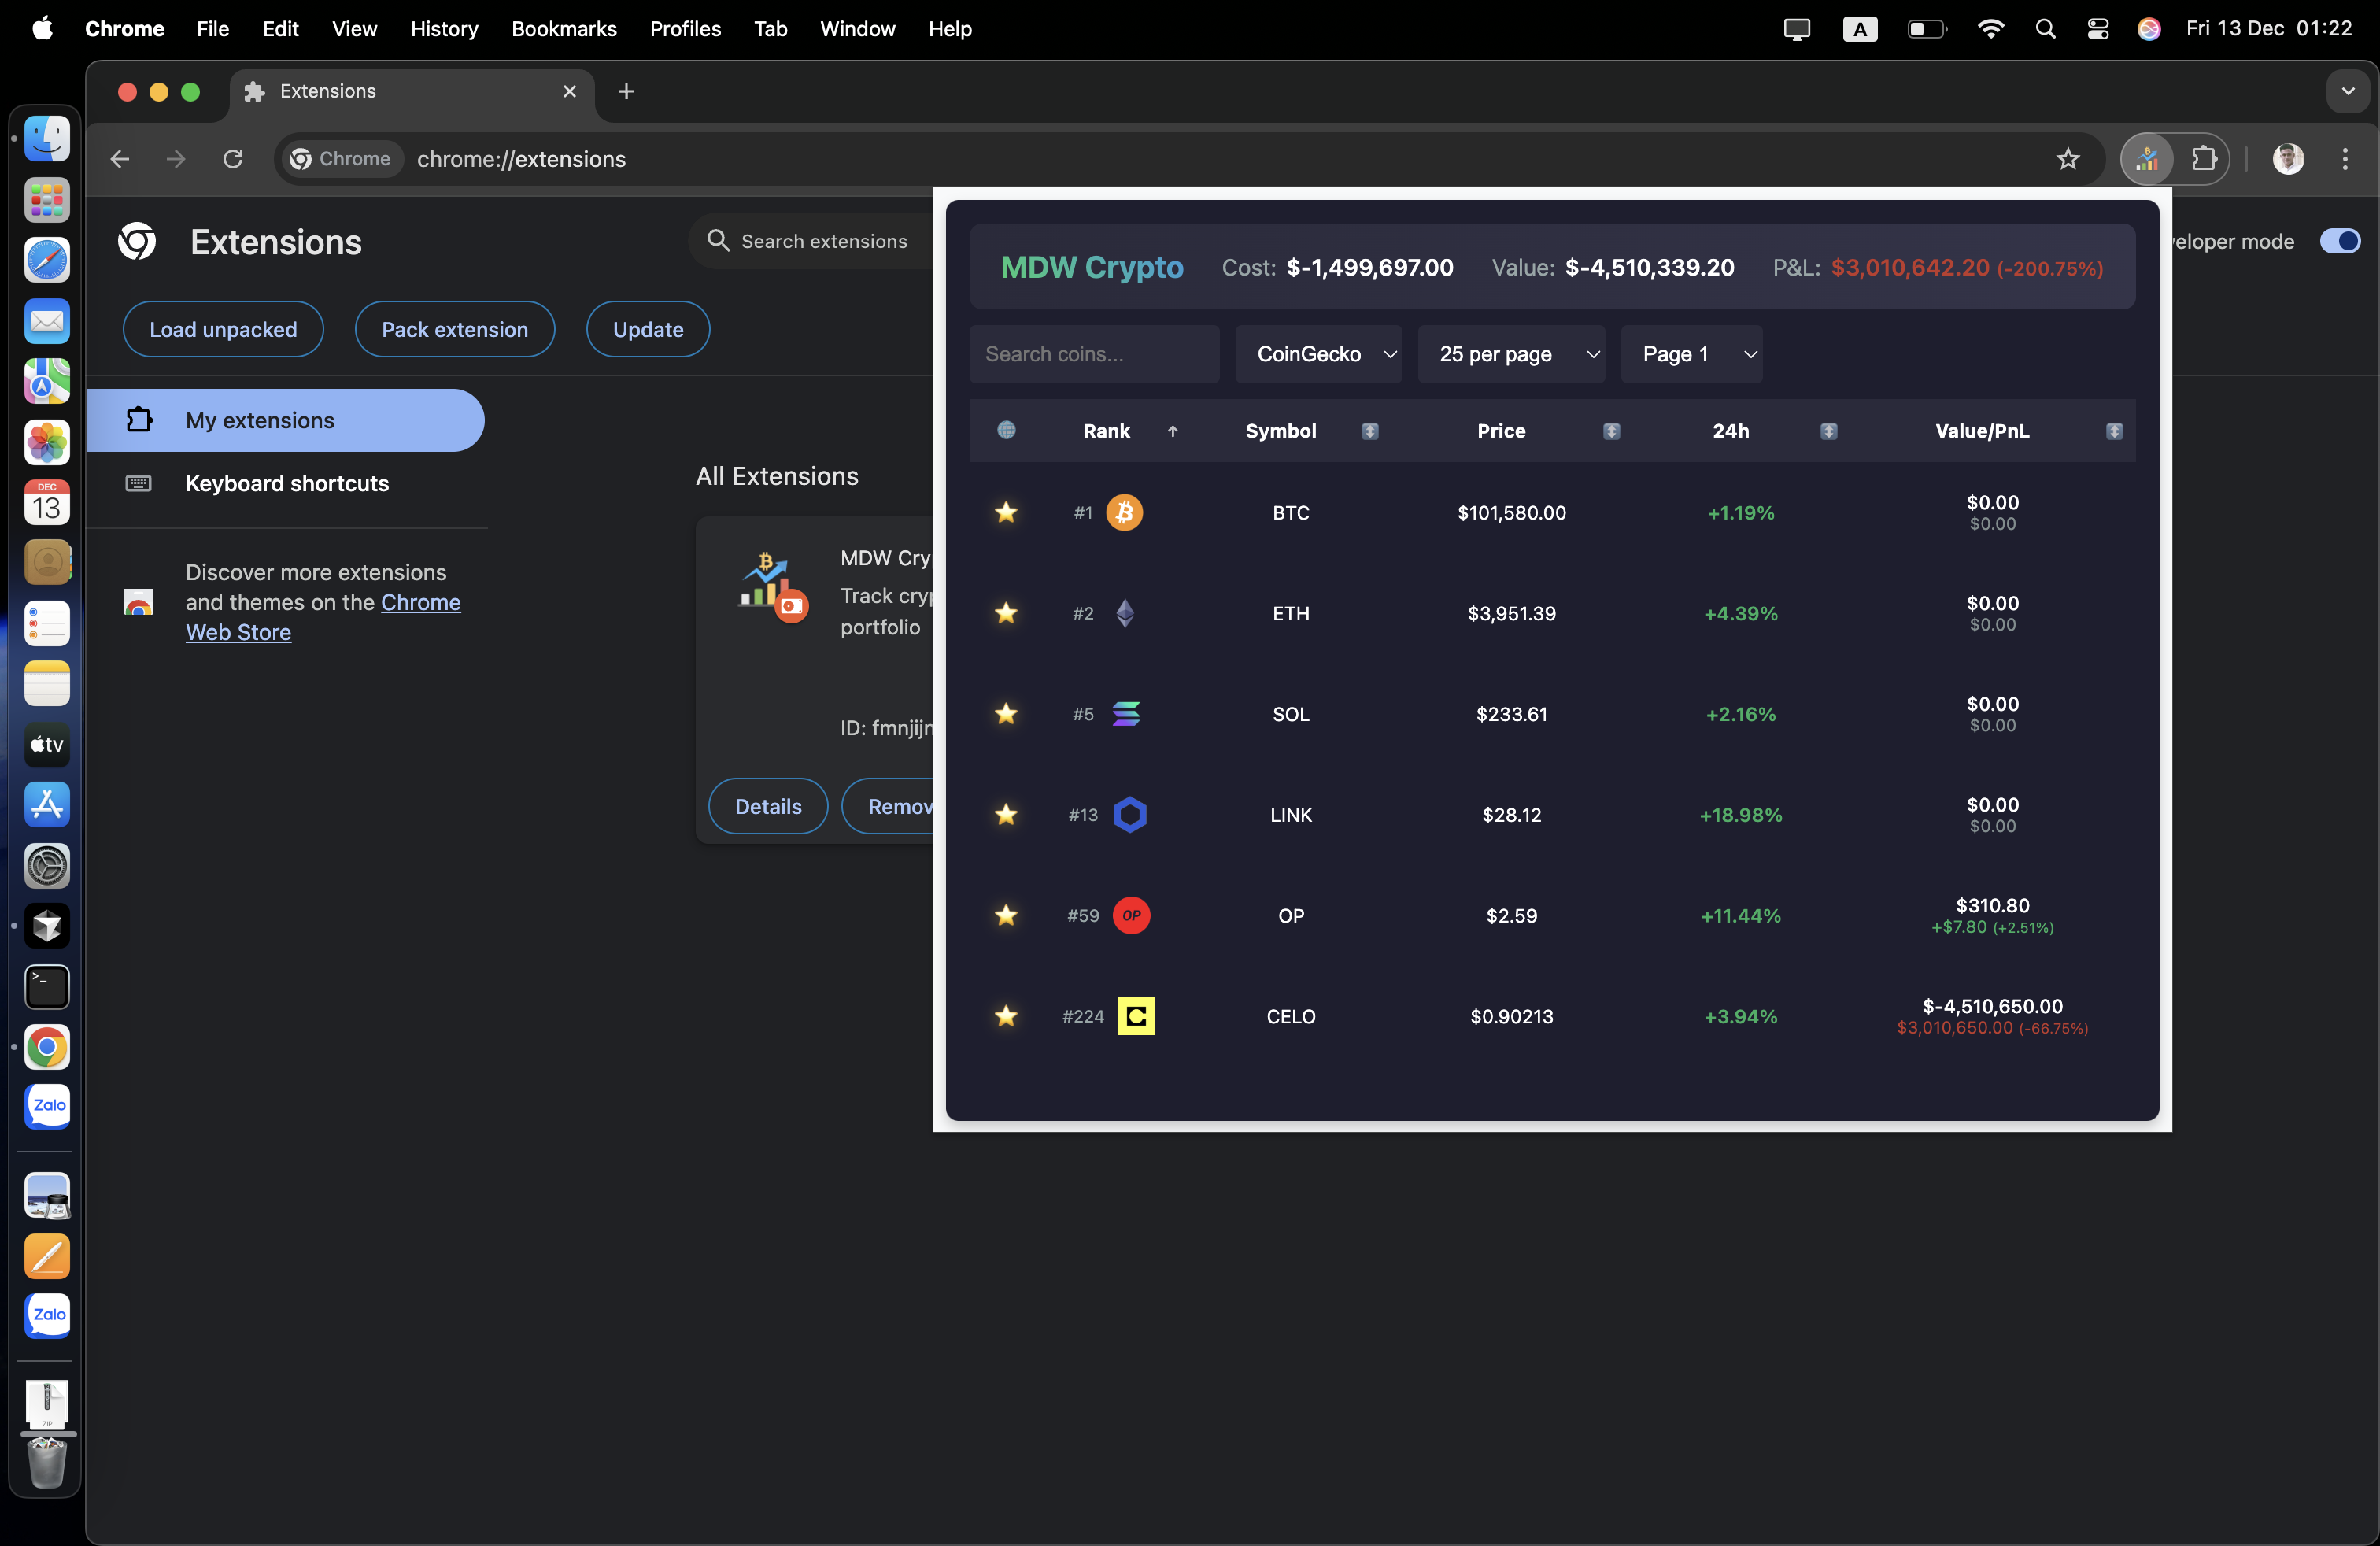 Chrome File Edit View History Bookmarks Profiles Tab Window Help A Fri 13 Dec 01:22
Extensions
Chrome chrome://extensions
Extensions
Search extensions
veloper mode
Load unpacked Pack extension Update
My extensions
Keyboard shortcuts
Discover more extensions
and themes on the Chrome
Web Store
All Extensions
MDW Cry
Track cryp
portfolio
ID: fmnjijn
Details Remov
MDW Crypto Cost: $-1,499,697.00 Value: $-4,510,339.20 P&L: $3,010,642.20 (-200.75%)
Search coins... CoinGecko 25 per page Page 1
Rank Symbol Price 24h Value/PnL
#1 BTC $101,580.00 +1.19% $0.00
$0.00
#2 ETH $3,951.39 +4.39% $0.00
$0.00
#5 SOL $233.61 +2.16% $0.00
$0.00
#13 LINK $28.12 +18.98% $0.00
$0.00
#59 OP OP $2.59 +11.44% $310.80
+$7.80 (+2.51%)
#224 CELO $0.90213 +3.94% $-4,510,650.00
$3,010,650.00 (-66.75%)
DEC
13
tv
>_
Zalo
Zalo
ZIP